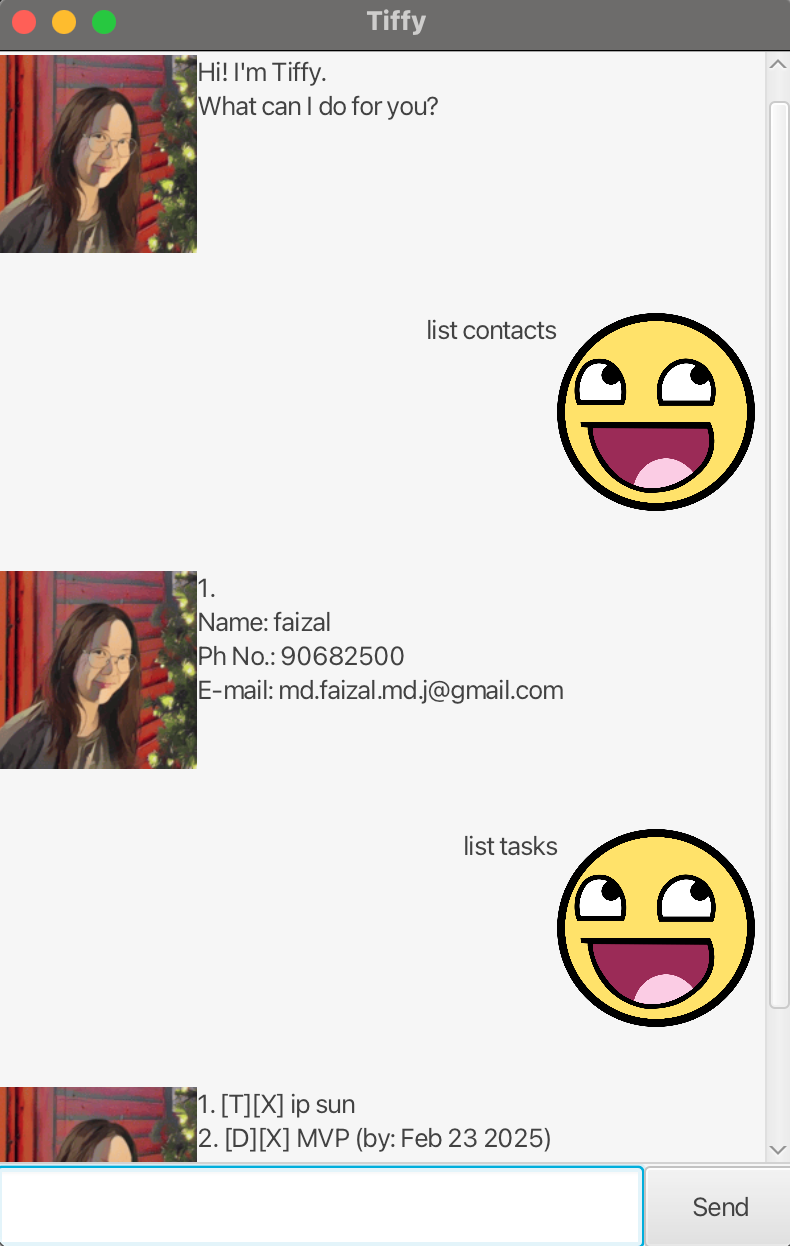 Tiffy
Hi! I'm Tiffy.
What can I do for you?
list contacts
1.
Name: faizal
Ph No.: 90682500
E-mail: md.faizal.md.j@gmail.com
list tasks
1. [T][X] ip sun
2. [D][X] MVP (by: Feb 23 2025)
Send